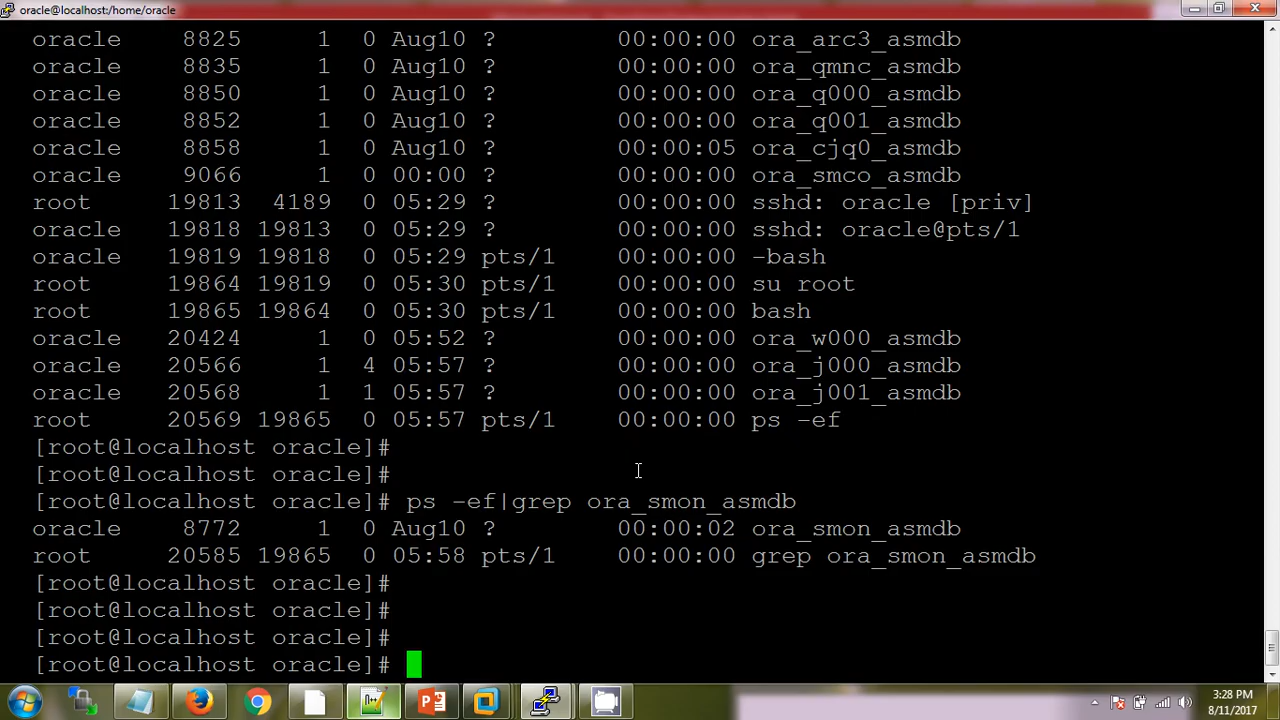 oracle@localhost:/home/oracle
oracle 8825 1 0 Aug10 ? 00:00:00 ora_arc3_asmdb
oracle 8835 1 0 Aug10 ? 00:00:00 ora_qmnc_asmdb
oracle 8850 1 0 Aug10 ? 00:00:00 ora_q000_asmdb
oracle 8852 1 0 Aug10 ? 00:00:00 ora_q001_asmdb
oracle 8858 1 0 Aug10 ? 00:00:05 ora_cjq0_asmdb
oracle 9066 1 0 00:00 ? 00:00:00 ora_smco_asmdb
root 19813 4189 0 05:29 ? 00:00:00 sshd: oracle [priv]
oracle 19818 19813 0 05:29 ? 00:00:00 sshd: oracle@pts/1
oracle 19819 19818 0 05:29 pts/1 00:00:00 -bash
root 19864 19819 0 05:30 pts/1 00:00:00 su root
root 19865 19864 0 05:30 pts/1 00:00:00 bash
oracle 20424 1 0 05:52 ? 00:00:00 ora_w000_asmdb
oracle 20566 1 4 05:57 ? 00:00:00 ora_j000_asmdb
oracle 20568 1 1 05:57 ? 00:00:00 ora_j001_asmdb
root 20569 19865 0 05:57 pts/1 00:00:00 ps -ef
[root@localhost oracle]#
[root@localhost oracle]#
[root@localhost oracle]# ps -ef|grep ora_smon_asmdb
oracle 8772 1 0 Aug10 ? 00:00:02 ora_smon_asmdb
root 20585 19865 0 05:58 pts/1 00:00:00 grep ora_smon_asmdb
[root@localhost oracle]#
[root@localhost oracle]#
[root@localhost oracle]#
[root@localhost oracle]#
3:28 PM
8/11/2017